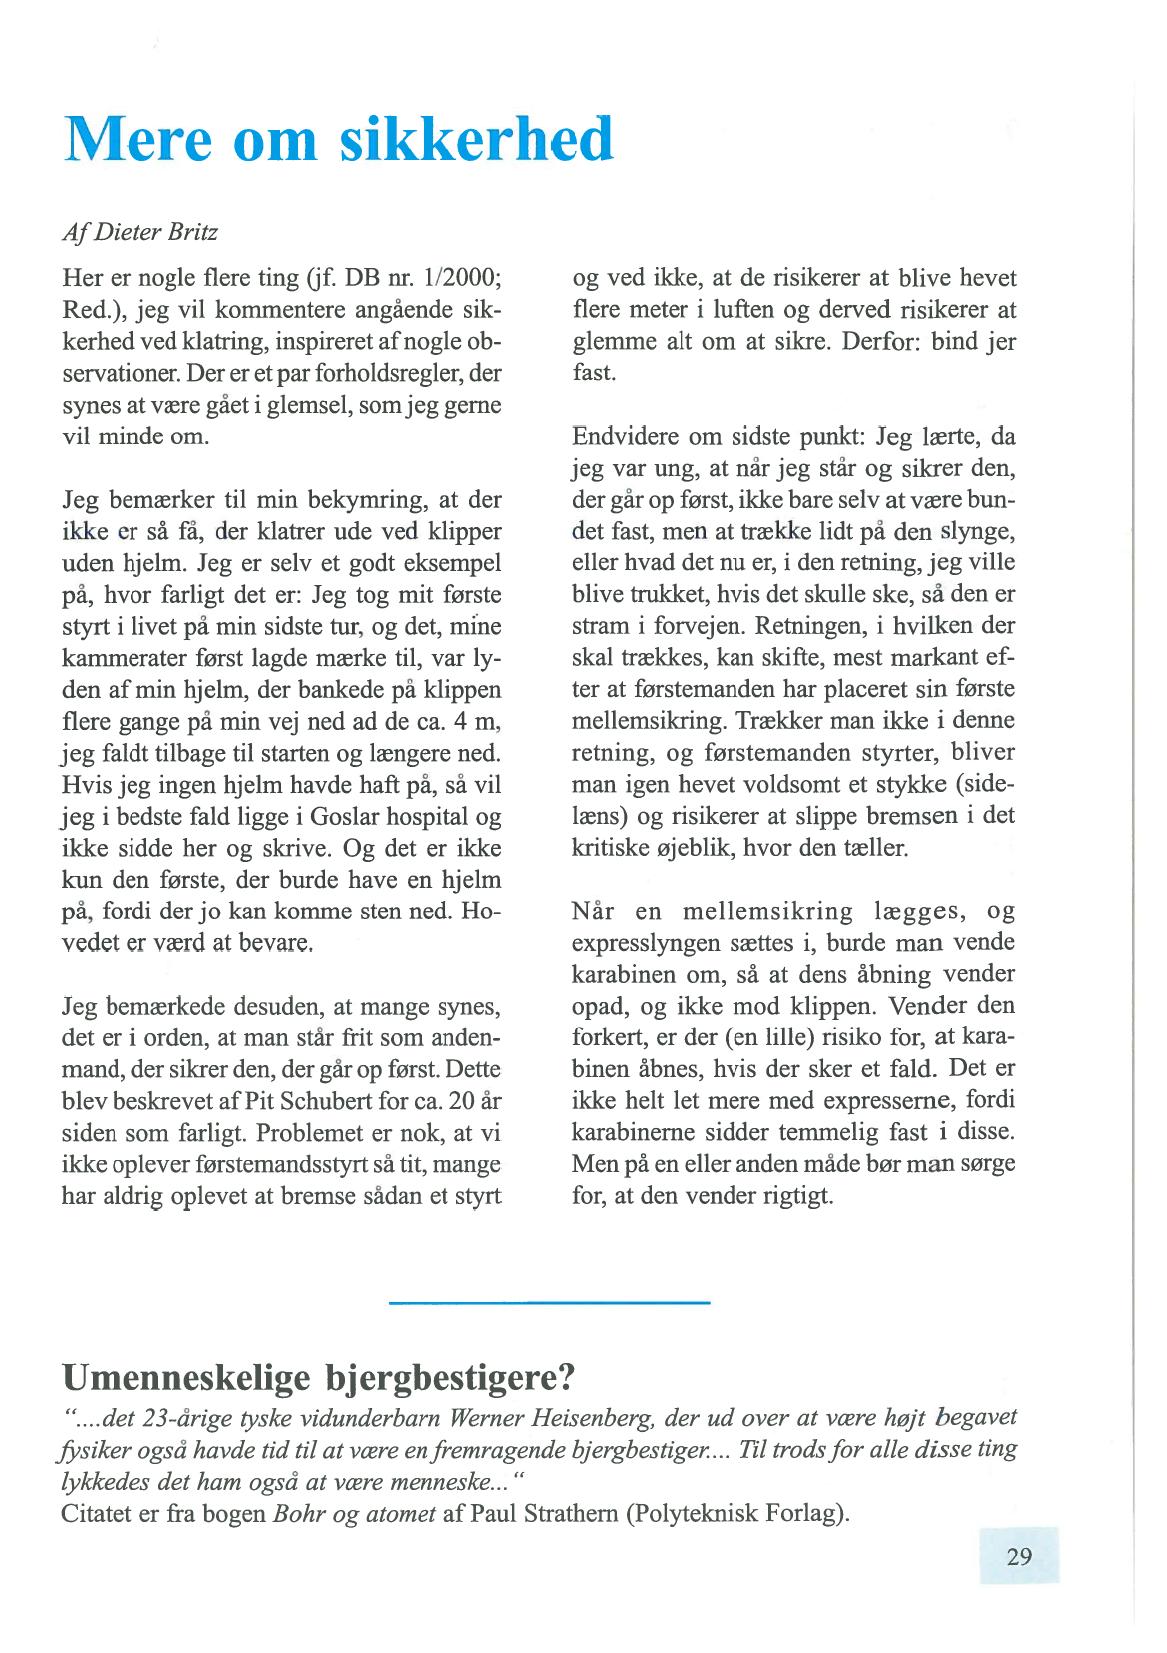 Mere om sikkerhed
Af Dieter Britz
Her er nogle flere ting (jf. DB nr. 1/2000;
Red.), jeg vil kommentere angående sik-
kerhed ved klatring, inspireret af nogle ob-
servationer. Der er et par forholdsregler, der
synes at være gået i glemsel, som jeg gerne
vil minde om.
Jeg bemærker til min bekymring, at der
ikke er så få, der klatrer ude ved klipper
uden hjelm. Jeg er selv et godt eksempel
på, hvor farligt det er: Jeg tog mit første
styrt i livet på min sidste tur, og det, mine
kammerater først lagde mærke til, var ly-
den af min hjelm, der bankede på klippen
flere gange på min vej ned ad de ca. 4 m,
jeg faldt tilbage til starten og længere ned.
Hvis jeg ingen hjelm havde haft på, så vil
jeg i bedste fald ligge i Goslar hospital og
ikke sidde her og skrive. Og det er ikke
kun den første, der burde have en hjelm
på, fordi der jo kan komme sten ned. Ho-
vedet er værd at bevare.
Jeg bemærkede desuden, at mange synes,
det er i orden, at man står frit som anden-
mand, der sikrer den, der går op først. Dette
blev beskrevet af Pit Schubert for ca. 20 år
siden som farligt. Problemet er nok, at vi
ikke oplever førstemandsstyrt så tit, mange
har aldrig oplevet at bremse sådan et styrt
og ved ikke, at de risikerer at blive hevet
flere meter i luften og derved risikerer at
glemme alt om at sikre. Derfor: bind jer
fast.
Endvidere om sidste punkt: Jeg lærte, da
jeg var ung, at når jeg står og sikrer den,
der går op først, ikke bare selv at være bun-
det fast, men at trække lidt på den slynge,
eller hvad det nu er, i den retning, jeg ville
blive trukket, hvis det skulle ske, så den er
stram i forvejen. Retningen, i hvilken der
skal trækkes, kan skifte, mest markant ef-
ter at førstemanden har placeret sin første
mellemsikring. Trækker man ikke i denne
retning, og førstemanden styrter, bliver
man igen hevet voldsomt et stykke (side-
læns) og risikerer at slippe bremsen i det
kritiske øjeblik, hvor den tæller.
Når en mellemsikring lægges, og
expresslyngen sættes i, burde man vende
karabinen om, så at dens åbning vender
opad, og ikke mod klippen. Vender den
forkert, er der (en lille) risiko for, at kara-
binen åbnes, hvis der sker et fald. Det er
ikke helt let mere med expresserne, fordi
karabinerne sidder temmelig fast i disse.
Men på en eller anden måde bør man sørge
for, at den vender rigtigt.
Umenneskelige bjergbestigere?
“....det 23-årige tyske vidunderbarn Werner Heisenberg, der ud over at være højt begavet
fysiker også havde tid til at være en fremragende bjergbestiger.... Til trods for alle disse ting
lykkedes det ham også at være menneske... “
Citatet er fra bogen Bohr og atomet af Paul Strathern (Polyteknisk Forlag).
29